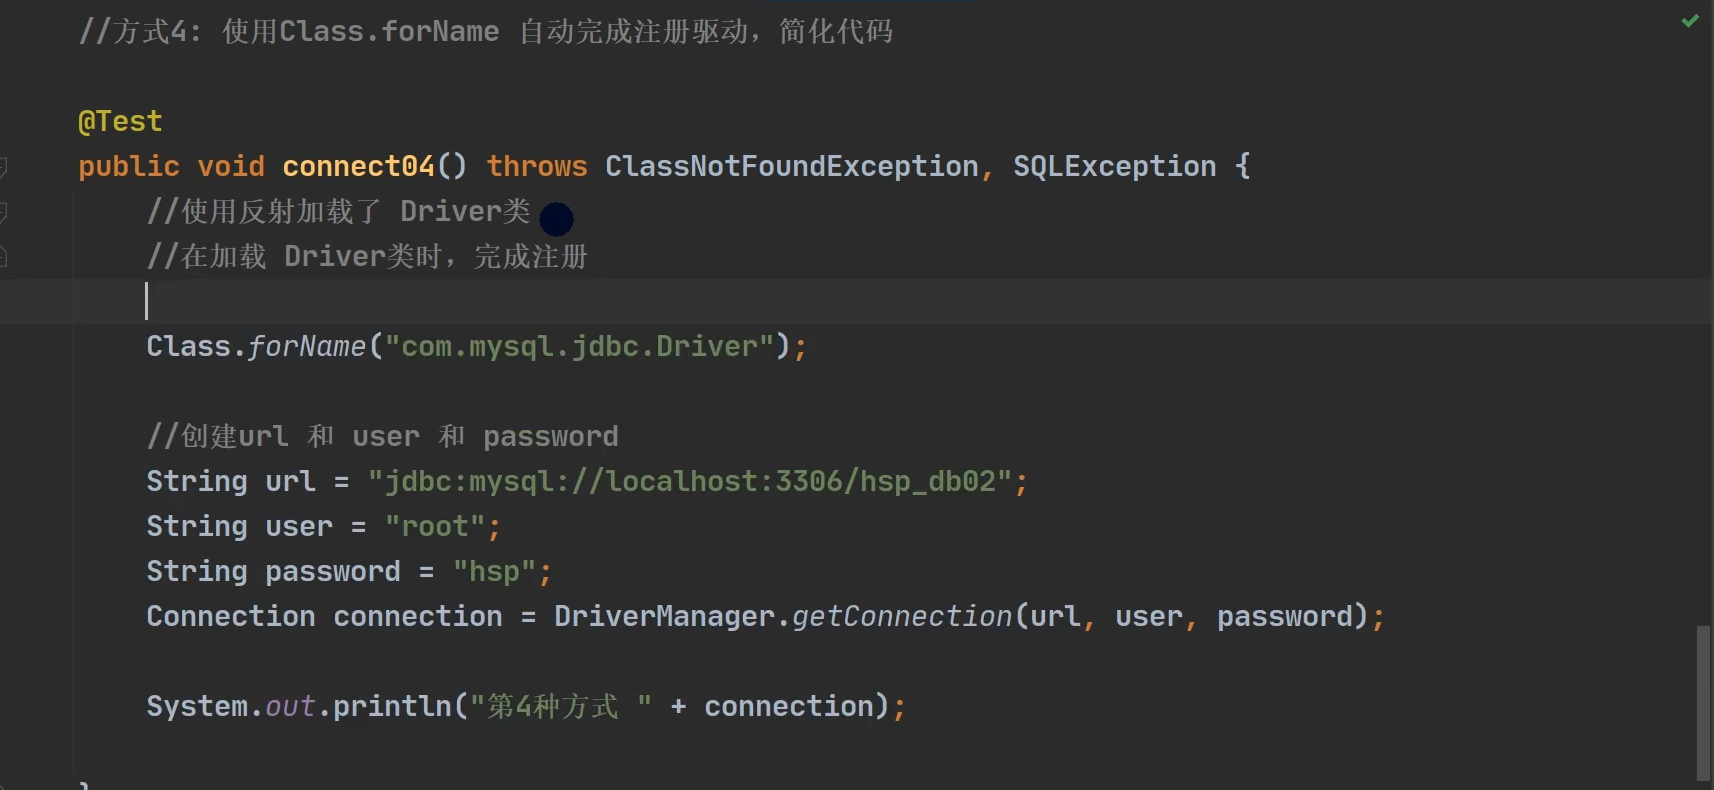 //方式4: 使用Class.forName 自动完成注册驱动，简化代码
@Test
public void connect04() throws ClassNotFoundException, SQLException {
//使用反射加载了 Driver类
//在加载 Driver类时，完成注册
Class.forName("com.mysql.jdbc.Driver");
//创建url 和 user 和 password
String url = "jdbc:mysql://localhost:3306/hsp_db02";
String user = "root";
String password = "hsp";
Connection connection = DriverManager.getConnection(url, user, password);
System.out.println("第4种方式 " + connection);
}